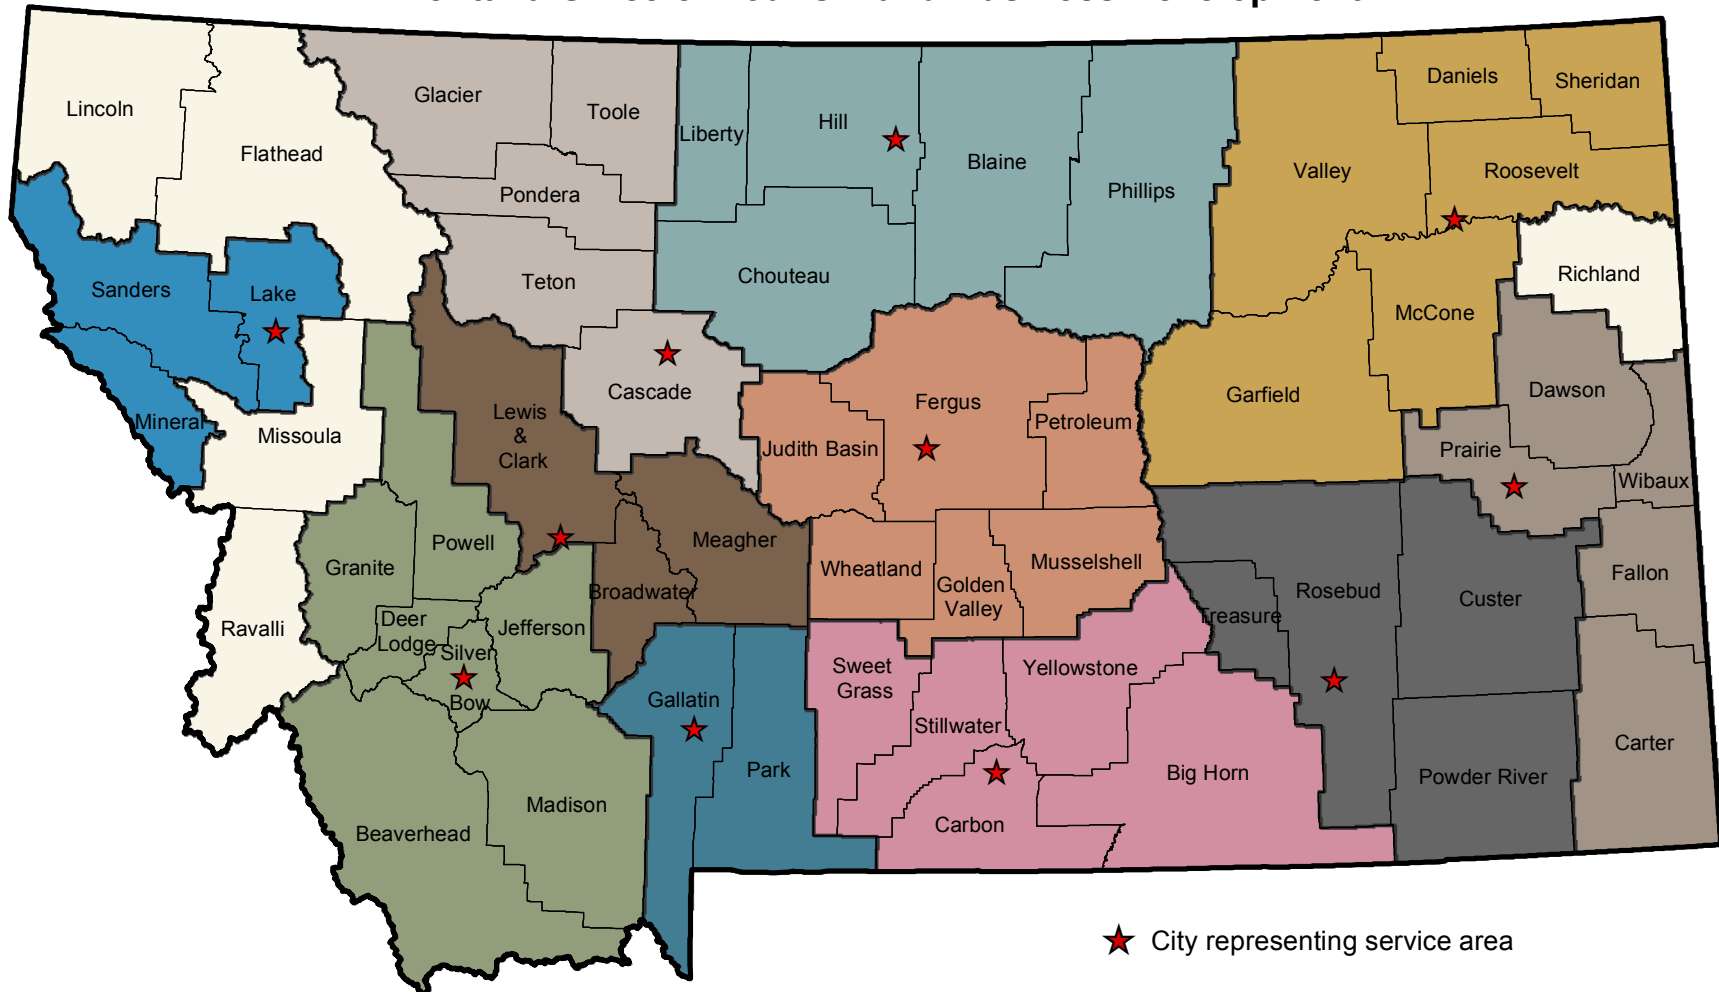 Lincoln
Flathead
Glacier
Toole
Liberty
Hill
Blaine
Phillips
Valley
Daniels
Sheridan
Roosevelt
Pondera
Teton
Chouteau
Sanders
Lake
Richland
McCone
Mineral
Missoula
Lewis
&
Clark
Cascade
Judith Basin
Fergus
Petroleum
Garfield
Dawson
Prairie
Wibaux
Granite
Powell
Meagher
Broadwater
Wheatland
Golden
Valley
Musselshell
Treasure
Rosebud
Custer
Fallon
Ravalli
Deer
Lodge
Silver
Bow
Jefferson
Gallatin
Park
Sweet
Grass
Stillwater
Yellowstone
Carbon
Big Horn
Powder River
Carter
Beaverhead
Madison
City representing service area